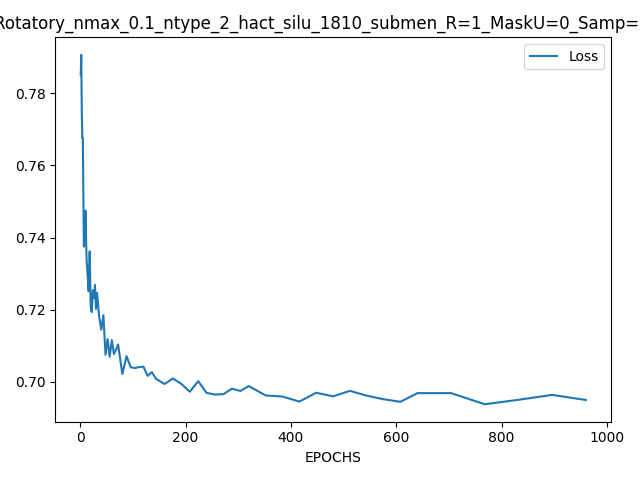 Rotatory_nmax_0.1_ntype_2_hact_silu_1810_submen_R=1_MaskU=0_Samp=
Loss
0.78
0.76
0.74
0.72
0.70
0 200 400 600 800 1000
EPOCHS